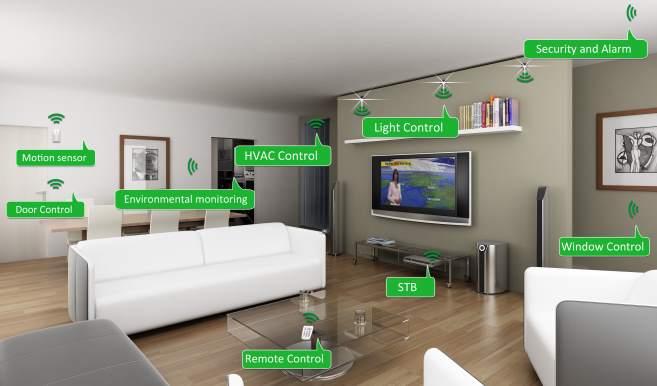 Security and Alarm
Light Control
HVAC Control
Motion sensor
Environmental monitoring
Door Control
Window Control
STB
Remote Control